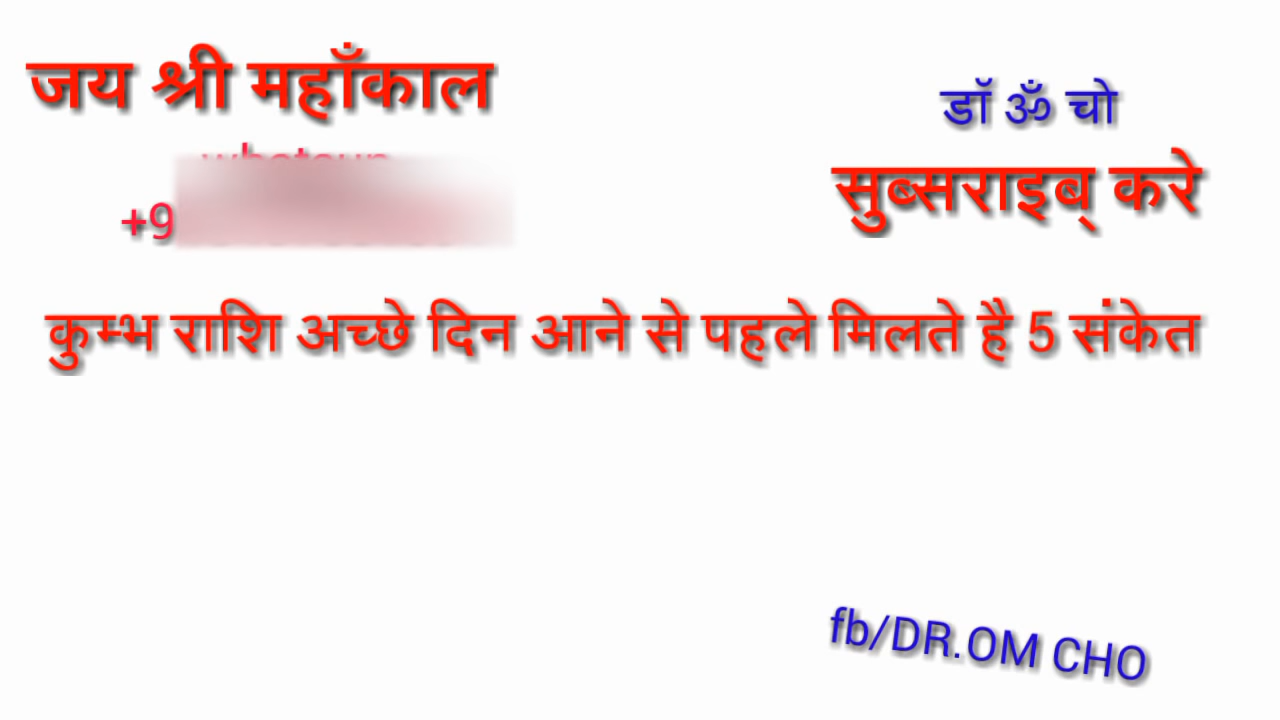 जय श्री महाँकाल
डॉ ॐ चो
सुब्सराइब् करे
+9
कुम्भ राशि अच्छे दिन आने से पहले मिलते है 5 संकेत
fb/DR.OM CHO